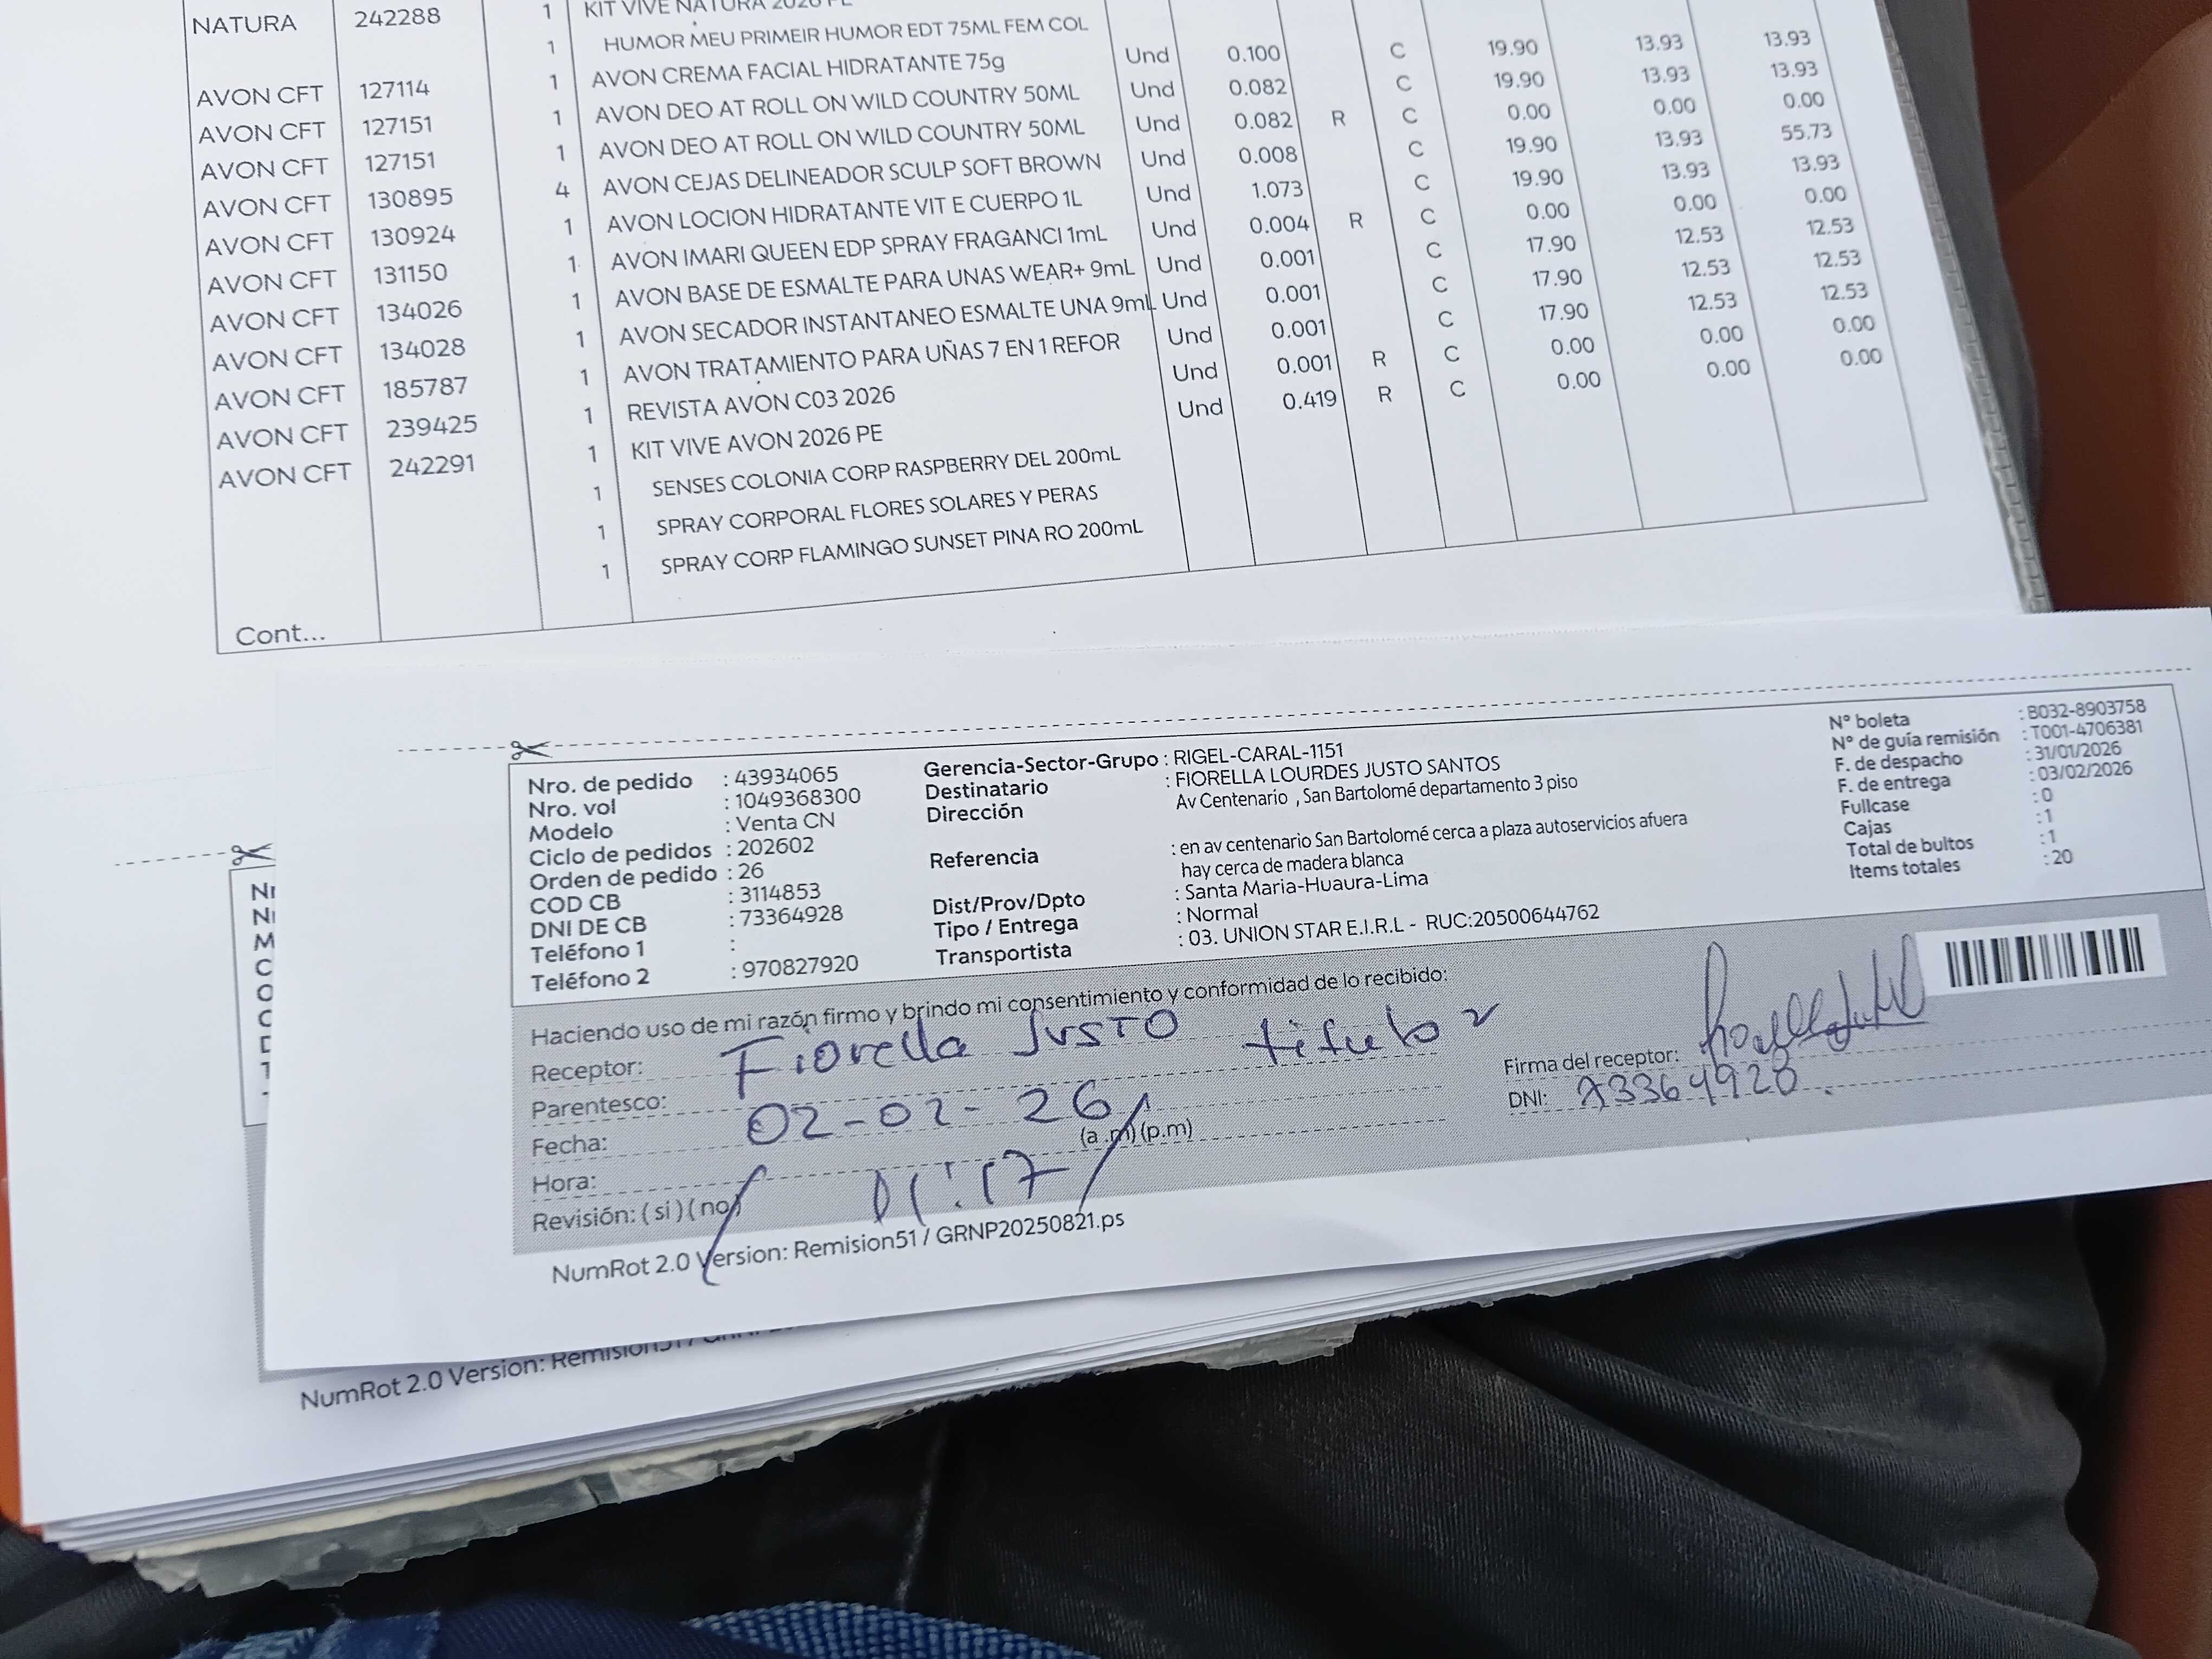 NATURA 242288 1 KIT VIVE NATURA 2026 PE
1 HUMOR MEU PRIMEIR HUMOR EDT 75ML FEM COL
AVON CFT 127114 1 AVON CREMA FACIAL HIDRATANTE 75g Und 0.100 C 19.90 13.93 13.93
AVON CFT 127151 1 AVON DEO AT ROLL ON WILD COUNTRY 50ML Und 0.082 C 19.90 13.93 13.93
AVON CFT 127151 1 AVON DEO AT ROLL ON WILD COUNTRY 50ML Und 0.082 R C 0.00 0.00 0.00
AVON CFT 130895 4 AVON CEJAS DELINEADOR SCULP SOFT BROWN Und 0.008 C 19.90 13.93 55.73
AVON CFT 130924 1 AVON LOCION HIDRATANTE VIT E CUERPO 1L Und 1.073 C 19.90 13.93 13.93
AVON CFT 131150 1 AVON IMARI QUEEN EDP SPRAY FRAGANCI 1mL Und 0.004 R C 0.00 0.00 0.00
AVON CFT 134026 1 AVON BASE DE ESMALTE PARA UNAS WEAR+ 9mL Und 0.001 C 17.90 12.53 12.53
AVON CFT 134028 1 AVON SECADOR INSTANTANEO ESMALTE UNA 9mL Und 0.001 C 17.90 12.53 12.53
AVON CFT 185787 1 AVON TRATAMIENTO PARA UÑAS 7 EN 1 REFOR Und 0.001 C 17.90 12.53 12.53
AVON CFT 239425 1 REVISTA AVON C03 2026 Und 0.001 R C 0.00 0.00 0.00
AVON CFT 242291 1 KIT VIVE AVON 2026 PE Und 0.419 R C 0.00 0.00 0.00
1 SENSES COLONIA CORP RASPBERRY DEL 200mL
1 SPRAY CORPORAL FLORES SOLARES Y PERAS
1 SPRAY CORP FLAMINGO SUNSET PINA RO 200mL
Cont...
Nro. de pedido : 43934065
Nro. vol : 1049368300
Modelo : Venta CN
Ciclo de pedidos : 202602
Orden de pedido : 26
COD CB : 3114853
DNI DE CB : 73364928
Teléfono 1 :
Teléfono 2 : 970827920
Gerencia-Sector-Grupo : RIGEL-CARAL-1151
Destinatario : FIORELLA LOURDES JUSTO SANTOS
Dirección Av Centenario , San Bartolomé departamento 3 piso
Referencia : en av centenario San Bartolomé cerca a plaza autoservicios afuera
hay cerca de madera blanca
Dist/Prov/Dpto : Santa Maria-Huaura-Lima
Tipo / Entrega : Normal
Transportista : 03. UNION STAR E.I.R.L - RUC:20500644762
N° boleta : B032-8903758
N° de guía remisión : T001-4706381
F. de despacho : 31/01/2026
F. de entrega : 03/02/2026
Fullcase : 0
Cajas : 1
Total de bultos : 1
Items totales : 20
Haciendo uso de mi razón firmo y brindo mi consentimiento y conformidad de lo recibido:
Receptor: Fiorella Justo titular
Parentesco:
Fecha: 02-02-26
Hora: (a.m)(p.m)
Revisión: ( si ) ( no ) 11:17
Firma del receptor:
DNI: 73364928.
NumRot 2.0 Version: Remision51 / GRNP20250821.ps
NumRot 2.0 Version: Remision51